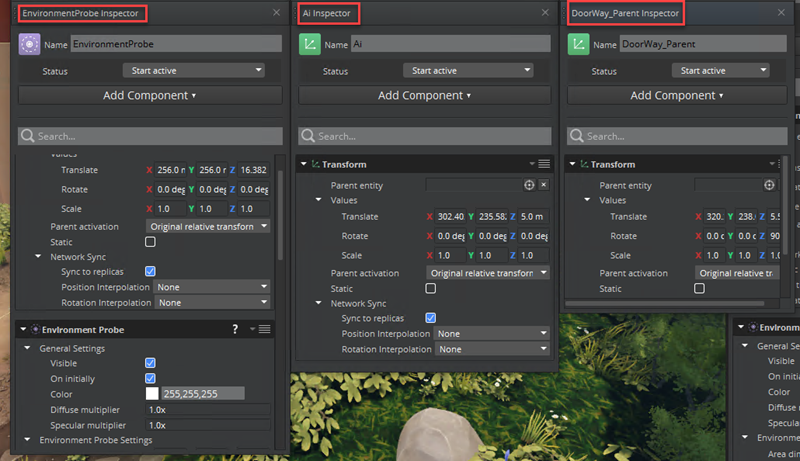 EnvironmentProbe Inspector
Name EnvironmentProbe
Status Start active
Add Component
Search...
Values
Translate X 256.0 m Y 256.0 m Z 16.382
Rotate X 0.0 deg Y 0.0 deg Z 0.0 deg
Scale X 1.0 Y 1.0 Z 1.0
Parent activation Original relative transform
Static
Network Sync
Sync to replicas
Position Interpolation None
Rotation Interpolation None
Environment Probe ?
General Settings
Visible
On initially
Color 255,255,255
Diffuse multiplier 1.0x
Specular multiplier 1.0x
Environment Probe Settings
Ai Inspector
Name Ai
Status Start active
Add Component
Search...
Transform
Parent entity
Values
Translate X 302.40 Y 235.58 Z 5.0 m
Rotate X 0.0 deg Y 0.0 deg Z 0.0 deg
Scale X 1.0 Y 1.0 Z 1.0
Parent activation Original relative transform
Static
Network Sync
Sync to replicas
Position Interpolation None
Rotation Interpolation None
DoorWay_Parent Inspector
Name DoorWay_Parent
Status Start active
Add Component
Search...
Transform
Parent entity
Values
Translate X 320. Y 238. Z 5.5
Rotate X 0.0 Y 0.0 Z 90
Scale X 1.0 Y 1.0 Z 1.0
Parent activation Original relative tra
Static
Environme
General Se
Visible
On initia
Color
Diffuse
Specular
Environme
Area dim